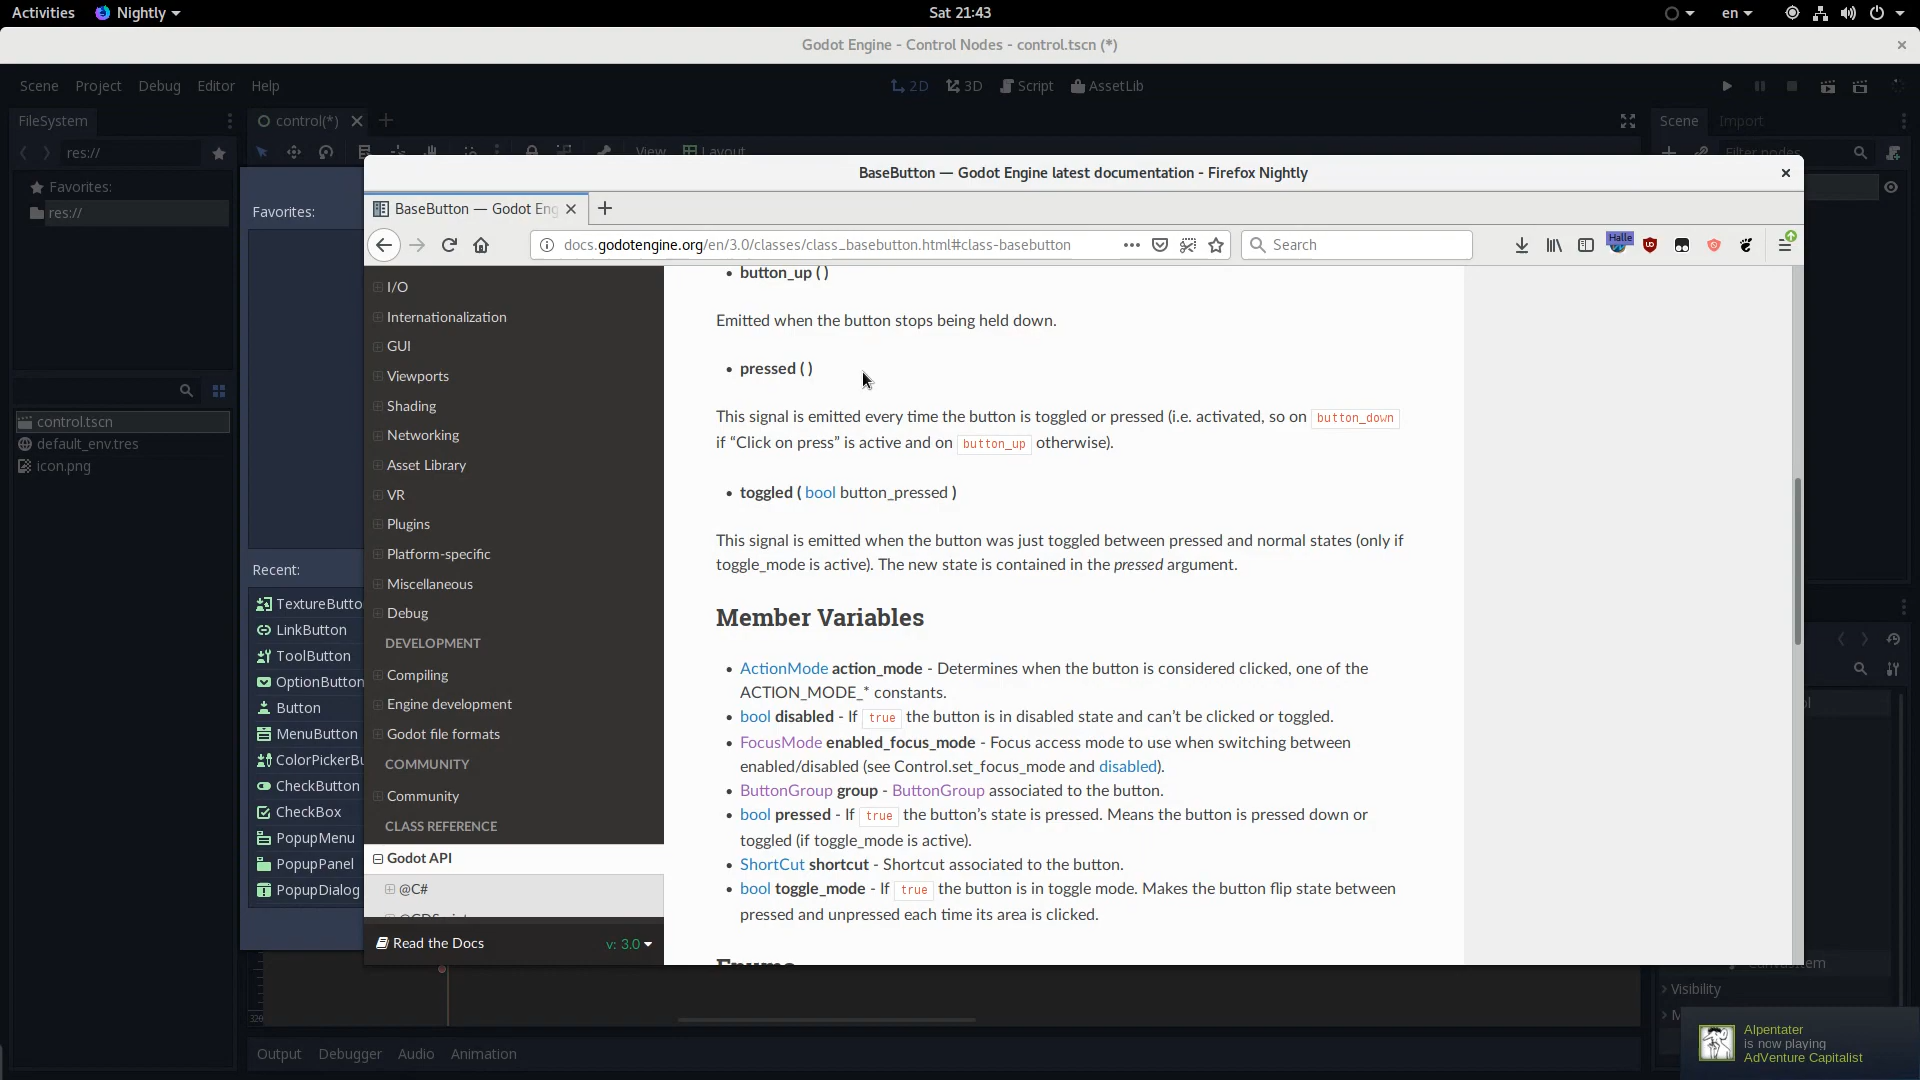 Activities Nightly Sat 21:43 en
Godot Engine - Control Nodes - control.tscn (*)
Scene Project Debug Editor Help 2D 3D Script AssetLib
FileSystem control(*) Scene Import
res:// View Layout Filter nodes
Favorites:
res://
control.tscn
default_env.tres
icon.png
Favorites:
Recent:
TextureButto
LinkButton
ToolButton
OptionButton
Button
MenuButton
ColorPickerBu
CheckButton
CheckBox
PopupMenu
PopupPanel
PopupDialog
BaseButton — Godot Engine latest documentation - Firefox Nightly
BaseButton — Godot Eng
docs.godotengine.org/en/3.0/classes/class_basebutton.html#class-basebutton
Search
Halle
I/O
Internationalization
GUI
Viewports
Shading
Networking
Asset Library
VR
Plugins
Platform-specific
Miscellaneous
Debug
DEVELOPMENT
Compiling
Engine development
Godot file formats
COMMUNITY
Community
CLASS REFERENCE
Godot API
@C#
@GDScript
Read the Docs v: 3.0
• button_up ( )
Emitted when the button stops being held down.
• pressed ( )
This signal is emitted every time the button is toggled or pressed (i.e. activated, so on button_down
if “Click on press” is active and on button_up otherwise).
• toggled ( bool button_pressed )
This signal is emitted when the button was just toggled between pressed and normal states (only if
toggle_mode is active). The new state is contained in the pressed argument.
Member Variables
• ActionMode action_mode - Determines when the button is considered clicked, one of the
ACTION_MODE_* constants.
• bool disabled - If true the button is in disabled state and can’t be clicked or toggled.
• FocusMode enabled_focus_mode - Focus access mode to use when switching between
enabled/disabled (see Control.set_focus_mode and disabled).
• ButtonGroup group - ButtonGroup associated to the button.
• bool pressed - If true the button’s state is pressed. Means the button is pressed down or
toggled (if toggle_mode is active).
• ShortCut shortcut - Shortcut associated to the button.
• bool toggle_mode - If true the button is in toggle mode. Makes the button flip state between
pressed and unpressed each time its area is clicked.
Enums
CanvasItem
Visibility
320
Output Debugger Audio Animation
Alpentater
is now playing
AdVenture Capitalist